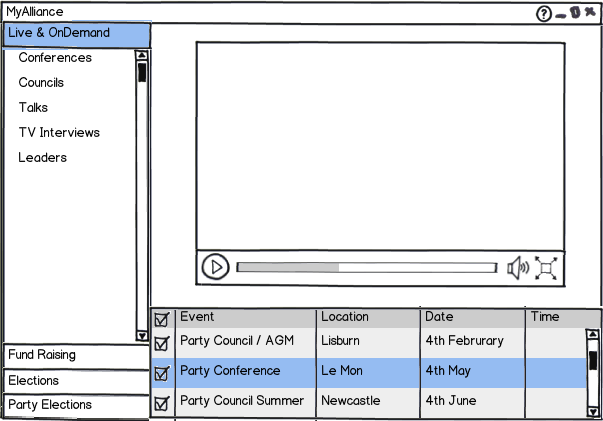 MyAlliance
Live & OnDemand
Conferences
Councils
Talks
TV Interviews
Leaders
Fund Raising
Elections
Party Elections
Event Location Date Time
Party Council / AGM Lisburn 4th Februrary
Party Conference Le Mon 4th May
Party Council Summer Newcastle 4th June